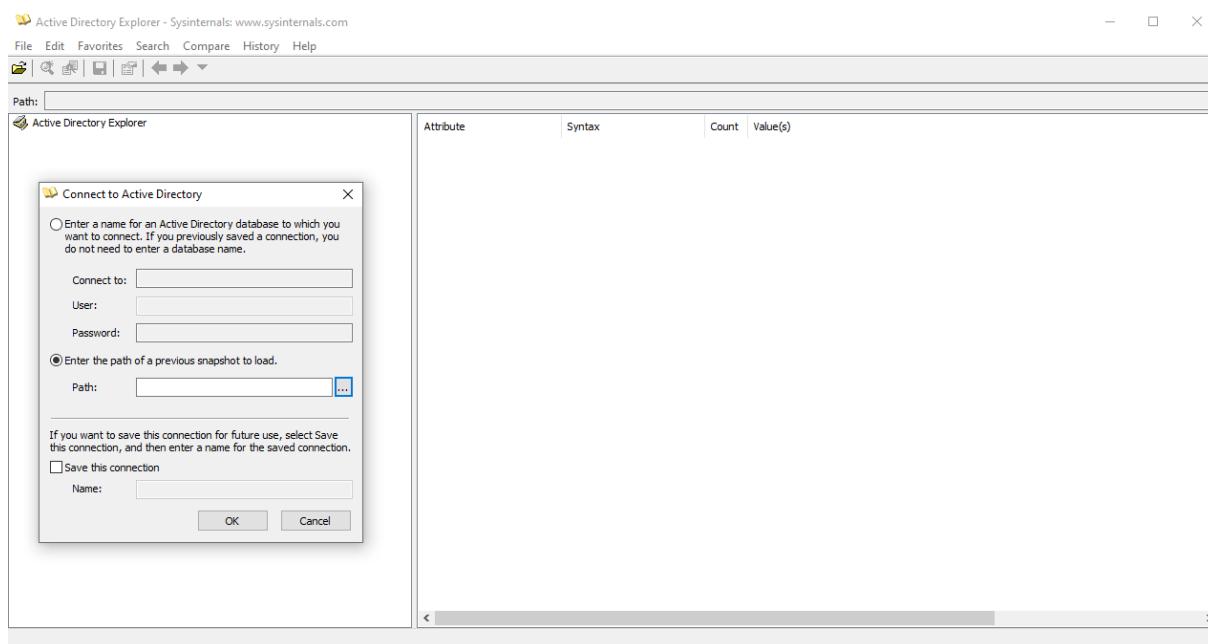 Active Directory Explorer - Sysinternals: www.sysinternals.com
File Edit Favorites Search Compare History Help
Path:
Active Directory Explorer
Attribute Syntax Count Value(s)
Connect to Active Directory
Enter a name for an Active Directory database to which you
want to connect. If you previously saved a connection, you
do not need to enter a database name.
Connect to:
User:
Password:
Enter the path of a previous snapshot to load.
Path:
...
If you want to save this connection for future use, select Save
this connection, and then enter a name for the saved connection.
Save this connection
Name:
OK Cancel